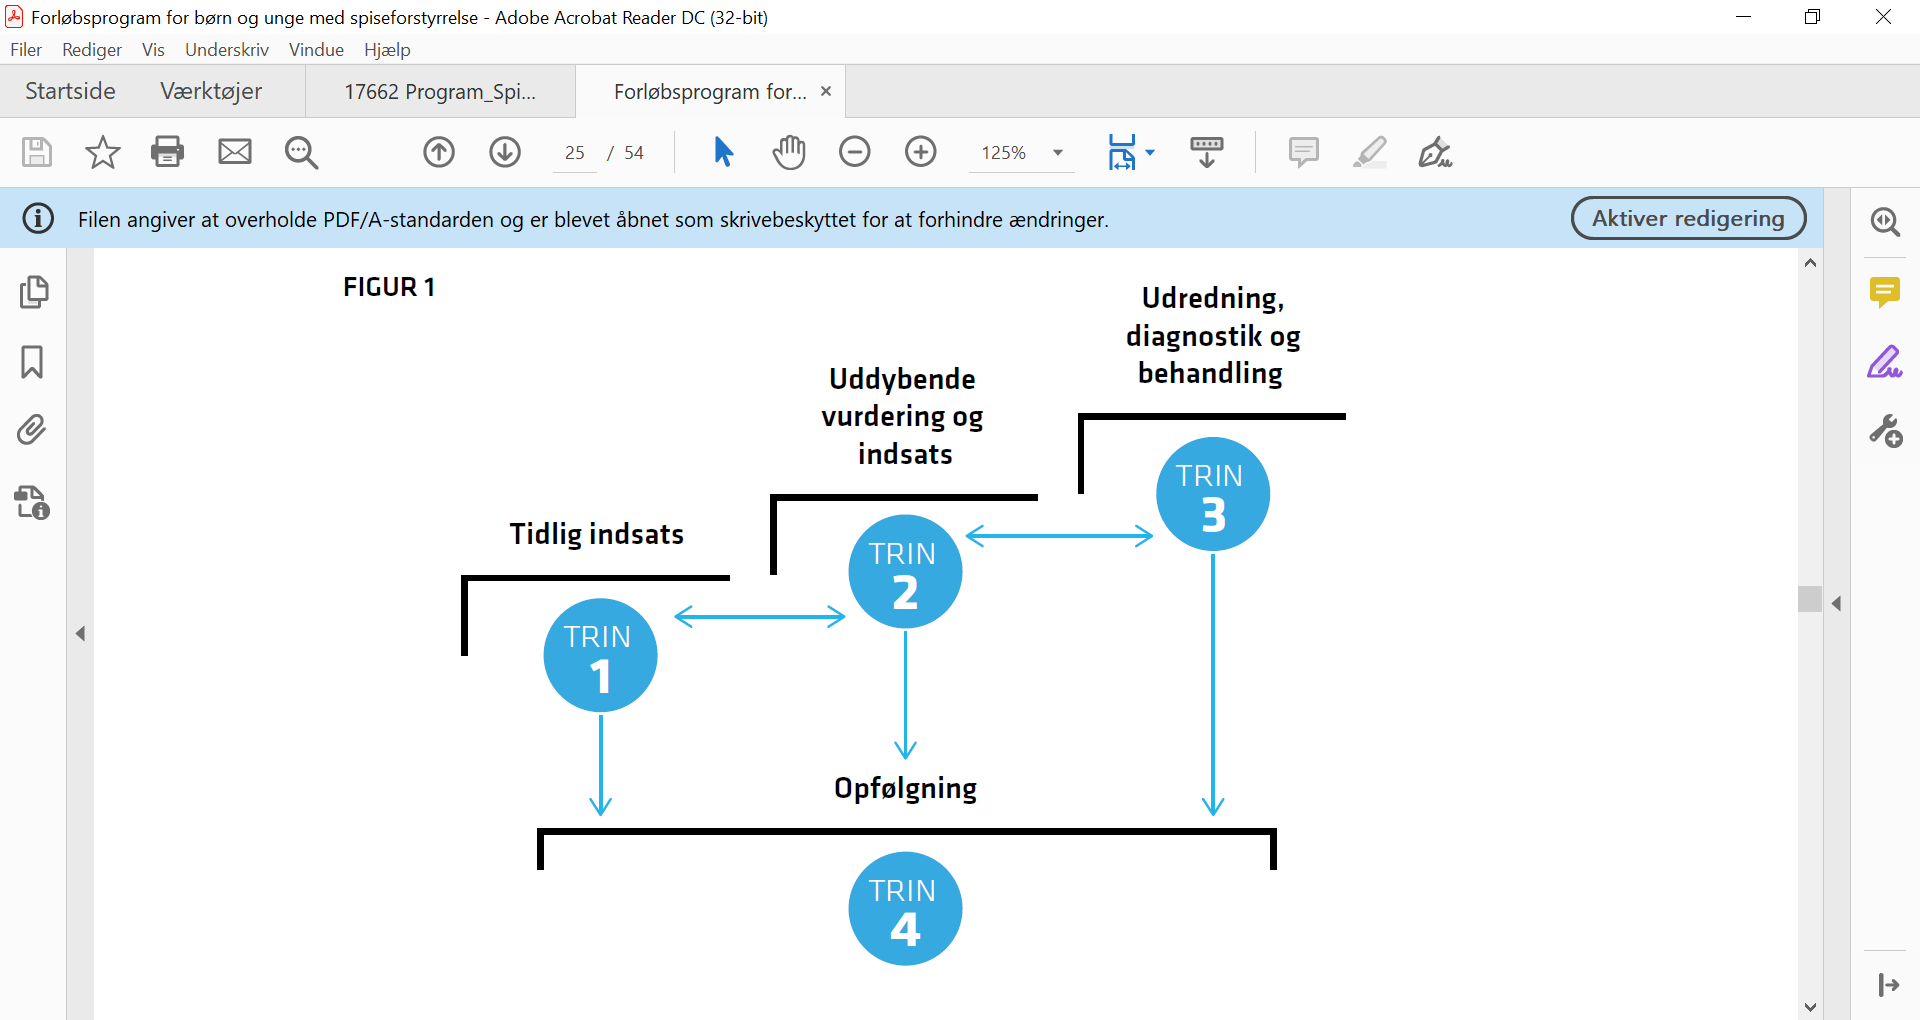 Forløbsprogram for børn og unge med spiseforstyrrelse - Adobe Acrobat Reader DC (32-bit)
Filer Rediger Vis Underskriv Vindue Hjælp
Startside Værktøjer 17662 Program_Spi... Forløbsprogram for... ×
25 / 54 125%
Filen angiver at overholde PDF/A-standarden og er blevet åbnet som skrivebeskyttet for at forhindre ændringer. Aktiver redigering
FIGUR 1
Udredning,
diagnostik og
behandling
Uddybende
vurdering og
indsats
TRIN
3
Tidlig indsats
TRIN
2
TRIN
1
Opfølgning
TRIN
4